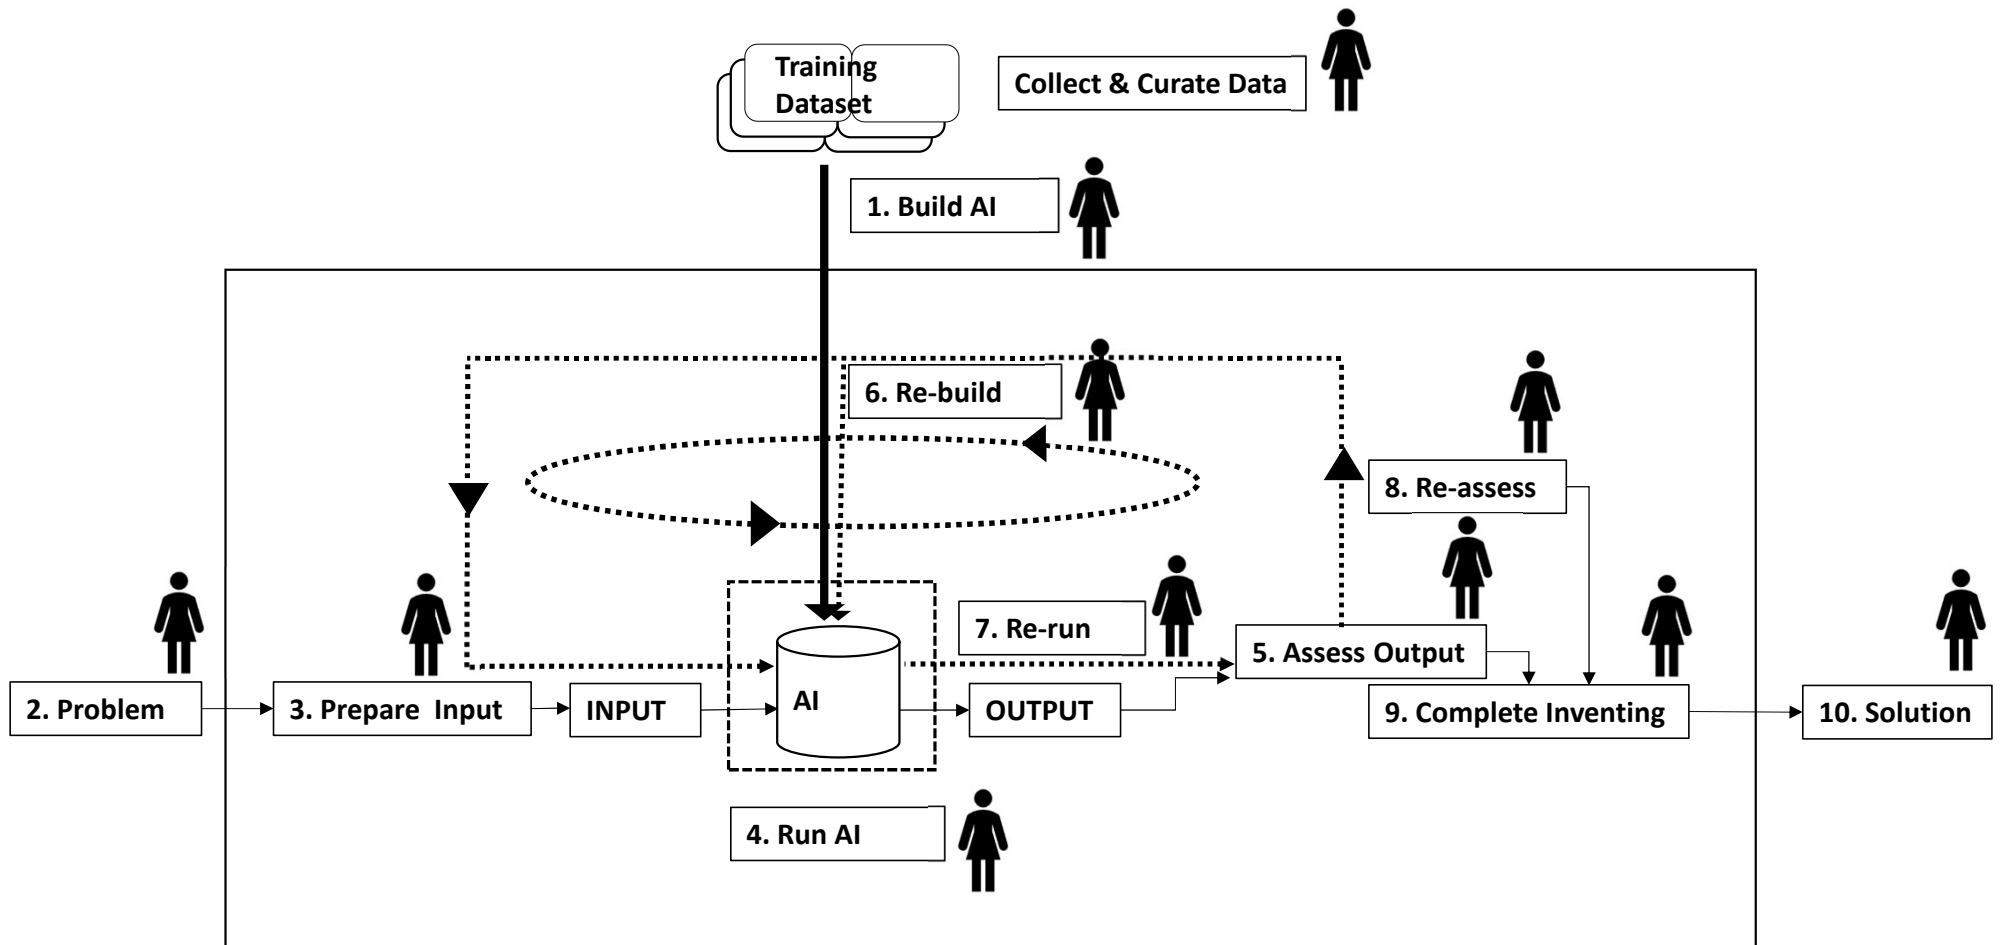 Training
Dataset
Collect & Curate Data
1. Build AI
6. Re-build
8. Re-assess
7. Re-run
5. Assess Output
2. Problem
3. Prepare Input
INPUT
AI
OUTPUT
9. Complete Inventing
10. Solution
4. Run AI